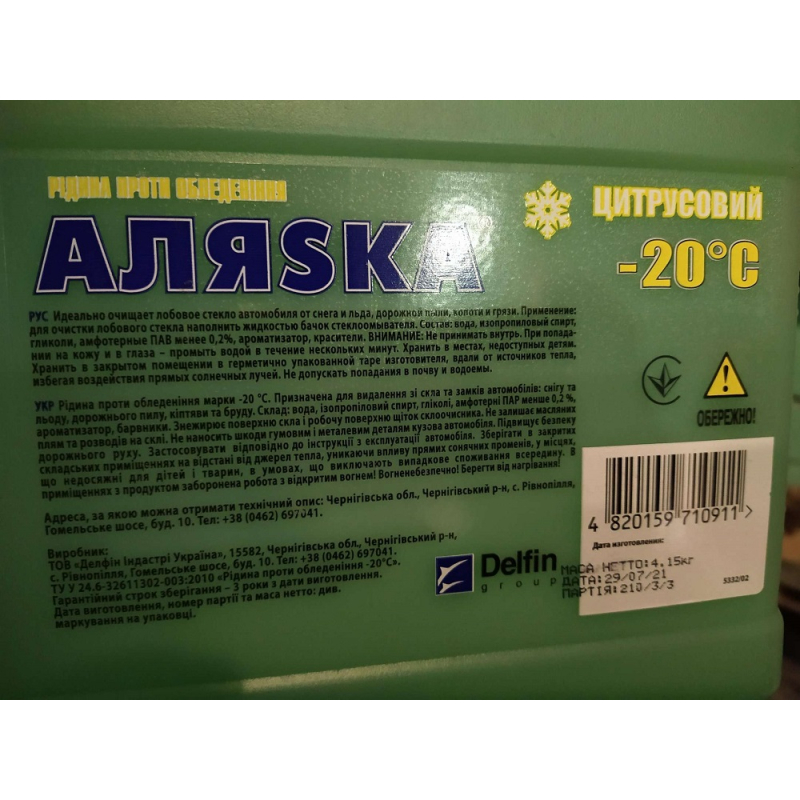 РІДИНА ПРОТИ ОБЛЕДЕНІННЯ
АЛЯSKA
ЦИТРУСОВИЙ
-20°C
РУС Идеально очищает лобовое стекло автомобиля от снега и льда, дорожной пыли, копоти и грязи. Применение:
для очистки лобового стекла наполнить жидкостью бачок стеклоомывателя. Состав: вода, изопропиловый спирт,
гликоли, амфотерные ПАВ менее 0,2%, ароматизатор, красители. ВНИМАНИЕ: Не принимать внутрь. При попада-
нии на кожу и в глаза – промыть водой в течение нескольких минут. Хранить в местах, недоступных детям.
Хранить в закрытом помещении в герметично упакованной таре изготовителя, вдали от источников тепла,
избегая воздействия прямых солнечных лучей. Не допускать попадания в почву и водоемы.
УКР Рідина проти обледеніння марки -20 °С. Призначена для видалення зі скла та замків автомобілів: снігу та
льоду, дорожнього пилу, кіптяви та бруду. Склад: вода, ізопропіловий спирт, гліколі, амфотерні ПАР менше 0,2 %,
ароматизатор, барвники. Знежирює поверхню скла і робочу поверхню щіток склоочисника. Не залишає масляних
плям та розводів на склі. Не наносить шкоди гумовим і металевим деталям кузова автомобіля. Підвищує безпеку
дорожнього руху. Застосовувати відповідно до інструкції з експлуатації автомобіля. Зберігати в закритих
складських приміщеннях на відстані від джерел тепла, уникаючи впливу прямих сонячних променів, у місцях,
що недосяжні для дітей і тварин, в умовах, що виключають випадкове споживання всередину. В
приміщеннях з продуктом заборонена робота з відкритим вогнем! Вогненебезпечно! Берегти від нагрівання!
Адреса, за якою можна отримати технічний опис: Чернігівська обл., Чернігівський р-н, с. Рівнопілля,
Гомельське шосе, буд. 10. Тел: +38 (0462) 697041.
Виробник:
ТОВ «Делфін Індастрі Україна», 15582, Чернігівська обл., Чернігівський р-н,
с. Рівнопілля, Гомельське шосе, буд. 10. Тел: +38 (0462) 697041.
ТУ У 24.6-32611302-003:2010 «Рідина проти обледеніння -20°С».
Гарантійний строк зберігання – 3 роки з дати виготовлення.
Дата виготовлення, номер партії та маса нетто: див.
маркування на упаковці.
ОБЕРЕЖНО!
4 820159 710911 >
Дата изготовления:
МАСА НЕТТО:4.15кг
ДАТА:29/07/21
ПАРТІЯ:210/3/3
5332/02
Delfin
group